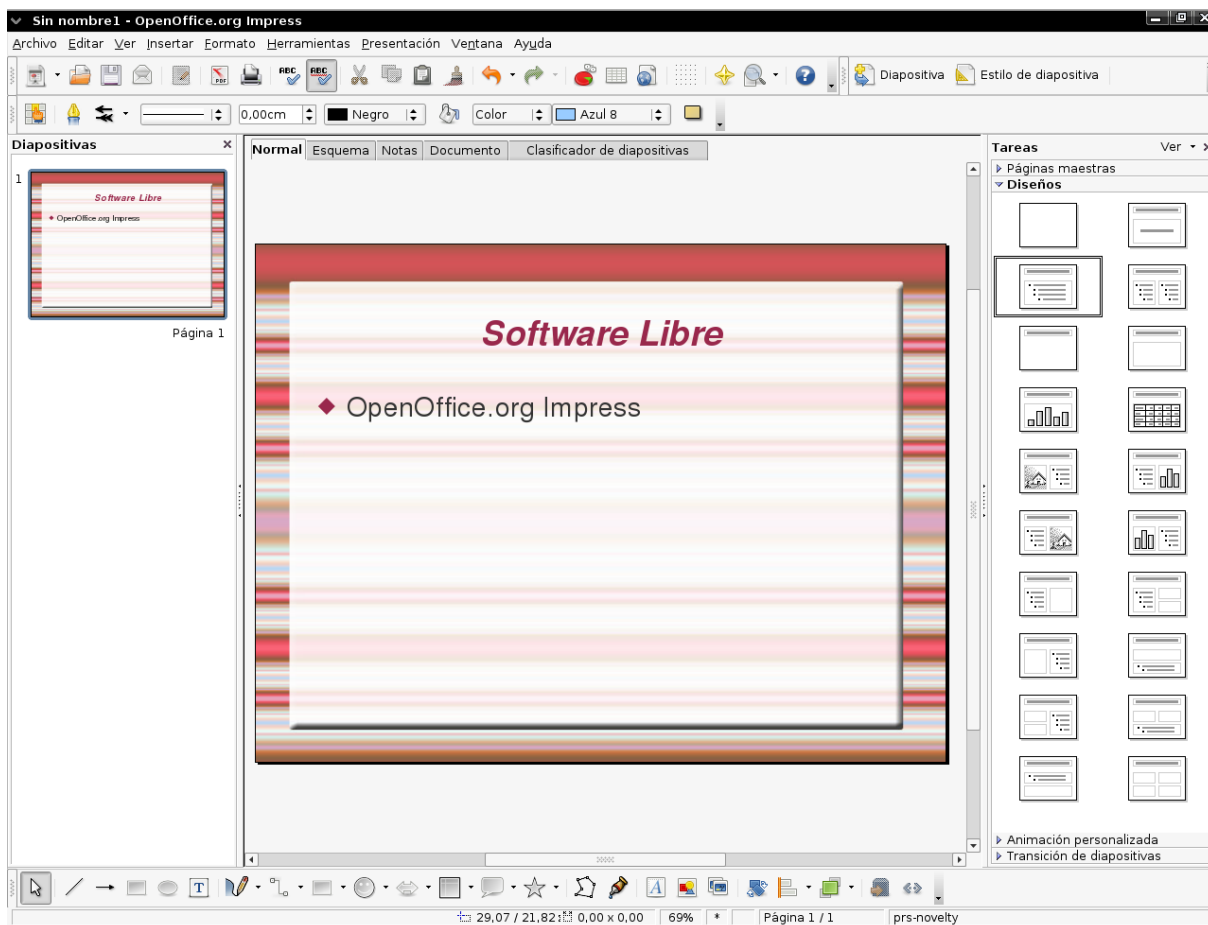 Sin nombre1 - OpenOffice.org Impress
Archivo Editar Ver Insertar Formato Herramientas Presentación Ventana Ayuda
PDF ABC ABC Diapositiva Estilo de diapositiva
0,00cm Negro Color Azul 8
Diapositivas
Normal Esquema Notas Documento Clasificador de diapositivas
Tareas Ver
Páginas maestras
Diseños
1
Software Libre
OpenOffice.org Impress
Página 1
Software Libre
OpenOffice.org Impress
Animación personalizada
Transición de diapositivas
T A
29,07 / 21,82 0,00 x 0,00 69% * Página 1 / 1 prs-novelty